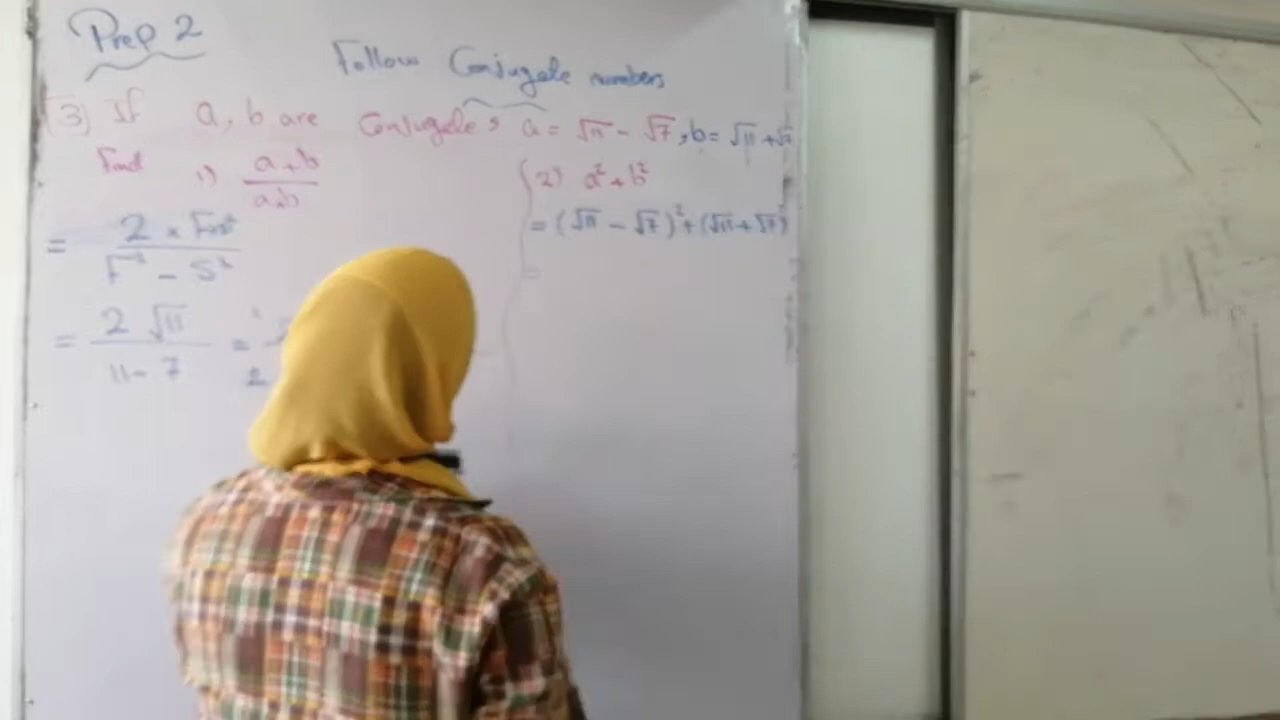 Prep 2
Follow Conjugate numbers
(3) If a, b are Conjugate, a = √11 - √7, b = √11 + √7
Find 1) a+b / a.b
= 2 × First / F² - S²
= 2 √11 / 11 - 7 =
(2) a² + b²
= (√11 - √7)² + (√11 + √7)²
=